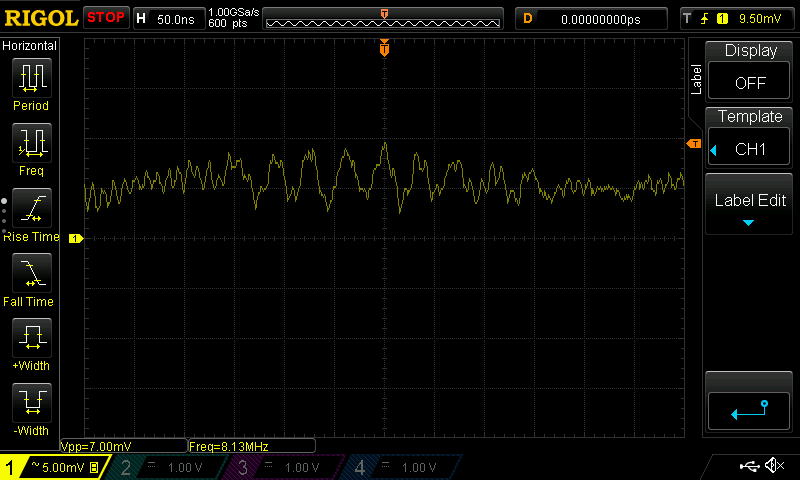 RIGOL STOP H 50.0ns 1.00GSa/s 600 pts T D 0.00000000ps T 1 9.50mV
Horizontal
Period
Freq
Rise Time
Fall Time
+Width
-Width
T
T
1
Label
Display
OFF
Template
CH1
Label Edit
Vpp=7.00mV Freq=8.13MHz
1 ~ 5.00mV B 2 1.00 V 3 1.00 V 4 1.00 V